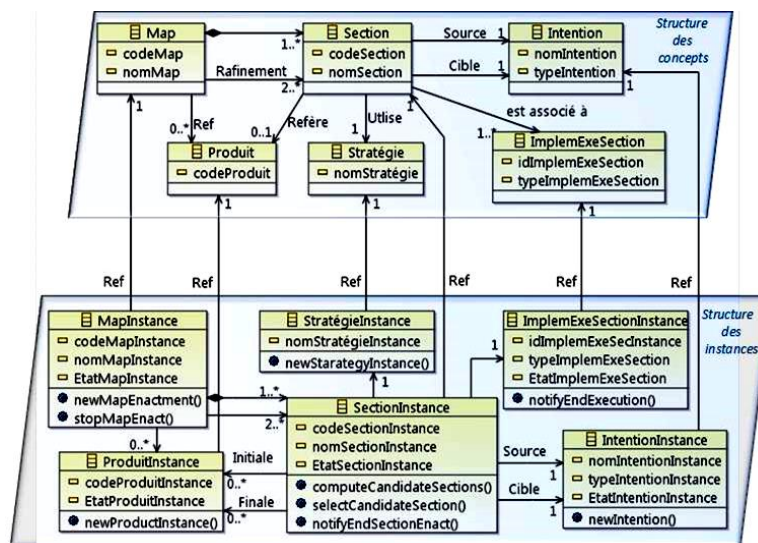 Map
codeMap
nomMap
1..*
Section
codeSection
nomSection
Source
1
Intention
nomIntention
typeIntention
Structure
des
concepts
Rafinement
2..*
Cible
1
1
1
1
Ref
0..*
Refère
0..1
Utlise
1
est associé à
1..*
Produit
codeProduit
Stratégie
nomStratégie
ImplemExeSection
idImplemExeSection
typeImplemExeSection
1
1
1
Ref
Ref
Ref
Ref
Ref
Ref
MapInstance
codeMapInstance
nomMapInstance
EtatMapInstance
newMapEnactment()
stopMapEnact()
StratégieInstance
nomStratégieInstance
newStarategyInstance()
ImplemExeSectionInstance
idImplemExeSecInstance
typeImplemExeSection
EtatImplemExeSection
notifyEndExecution()
Structure
des
instances
1
1
1..*
2..*
0..*
SectionInstance
codeSectionInstance
nomSectionInstance
EtatSectionInstance
computeCandidateSections()
selectCandidateSection()
notifyEndSectionEnact()
ProduitInstance
codeProduitInstance
EtatProduitInstance
newProductInstance()
Initiale
0..*
Finale
0..*
Source
1
Cible
1
IntentionInstance
nomIntentionInstance
typeIntentionInstance
EtatIntentionInstance
newIntention()